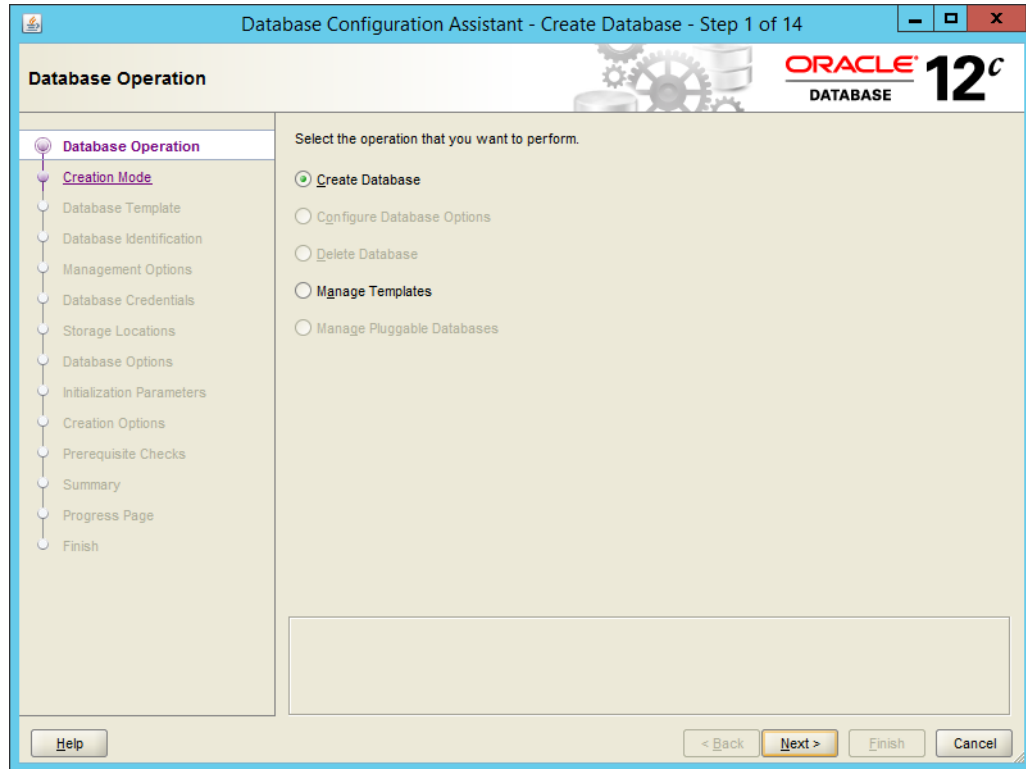 Database Configuration Assistant - Create Database - Step 1 of 14
Database Operation
ORACLE
DATABASE
12c
Database Operation
Creation Mode
Database Template
Database Identification
Management Options
Database Credentials
Storage Locations
Database Options
Initialization Parameters
Creation Options
Prerequisite Checks
Summary
Progress Page
Finish
Select the operation that you want to perform.
Create Database
Configure Database Options
Delete Database
Manage Templates
Manage Pluggable Databases
Help
< Back
Next >
Finish
Cancel